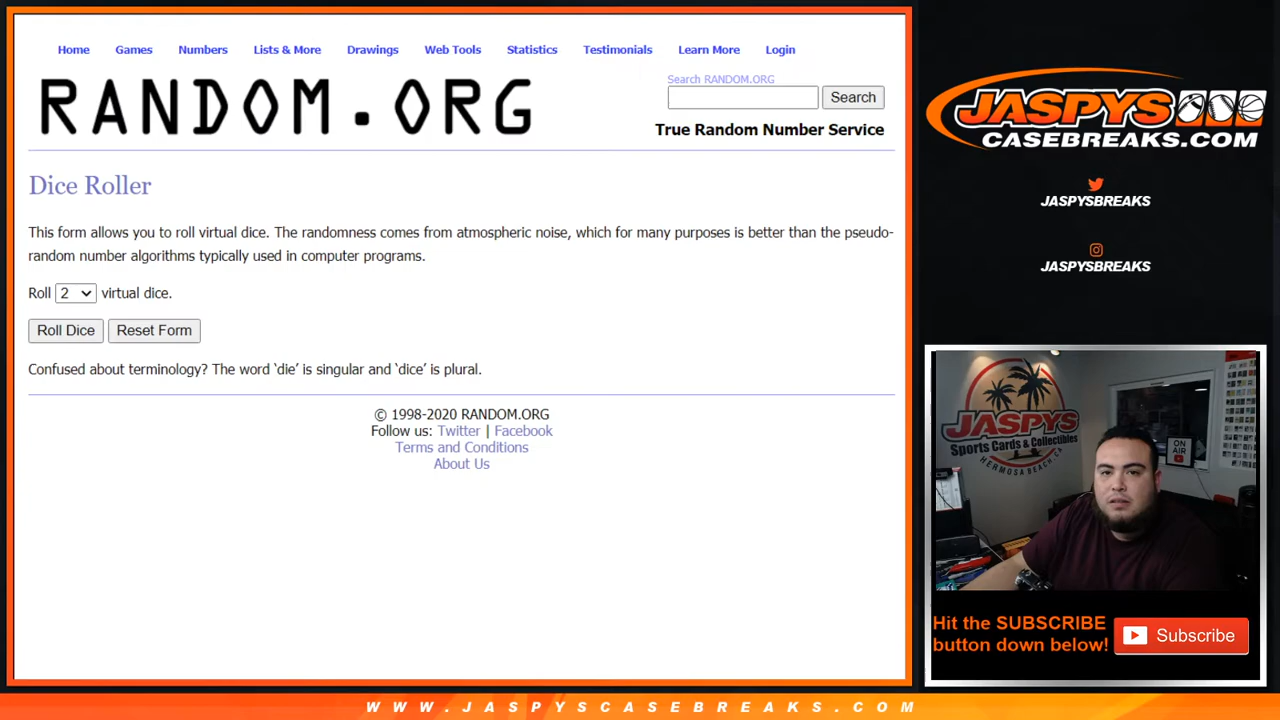 Home Games Numbers Lists & More Drawings Web Tools Statistics Testimonials Learn More Login
RANDOM.ORG
Search RANDOM.ORG
Search
True Random Number Service
Dice Roller
This form allows you to roll virtual dice. The randomness comes from atmospheric noise, which for many purposes is better than the pseudo-
random number algorithms typically used in computer programs.
Roll 2 virtual dice.
Roll Dice Reset Form
Confused about terminology? The word ‘die’ is singular and ‘dice’ is plural.
© 1998-2020 RANDOM.ORG
Follow us: Twitter | Facebook
Terms and Conditions
About Us
JASPYS
CASEBREAKS.COM
JASPYSBREAKS
JASPYSBREAKS
JASPYS
Sports Cards & Collectibles
HERMOSA BEACH, CA
ON
AIR
Hit the SUBSCRIBE
button down below!
Subscribe
WWW.JASPYSCASEBREAKS.COM